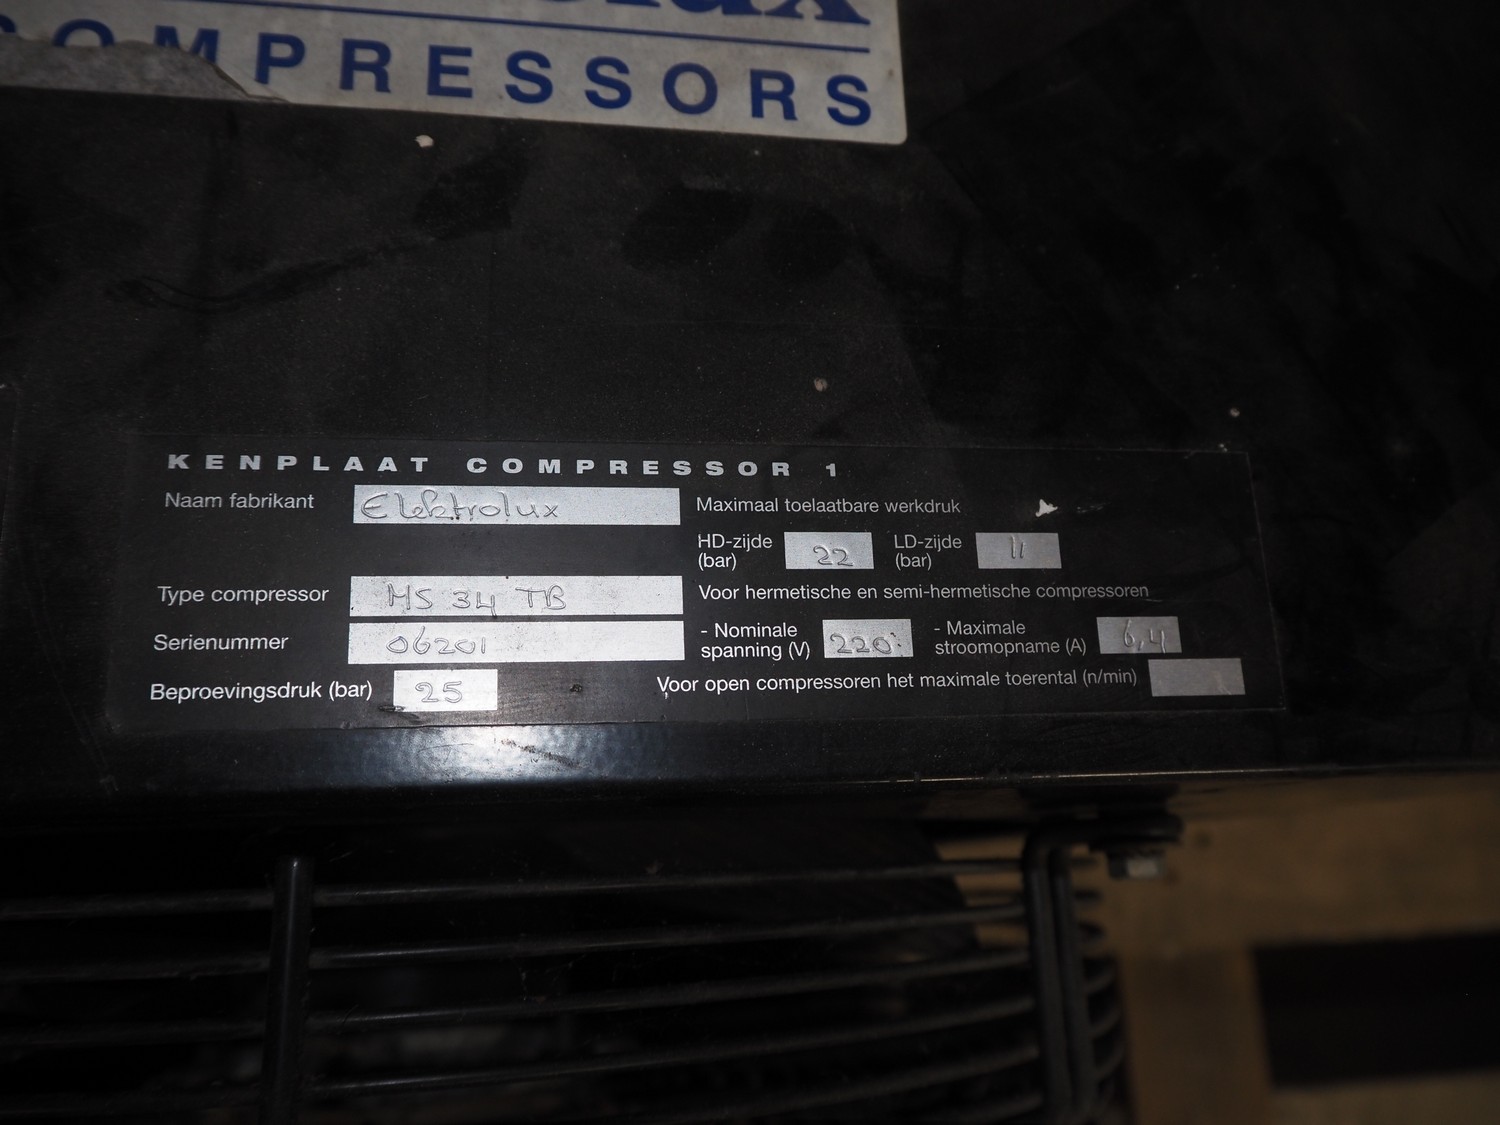 COMPRESSORS
KENPLAAT COMPRESSOR 1
Naam fabrikant Elektrolux
Maximaal toelaatbare werkdruk
HD-zijde (bar) 22 LD-zijde (bar) 11
Type compressor MS 34 TB
Voor hermetische en semi-hermetische compressoren
Serienummer 06201
- Nominale spanning (V) 220 - Maximale stroomopname (A) 6,4
Beproevingsdruk (bar) 25
Voor open compressoren het maximale toerental (n/min)